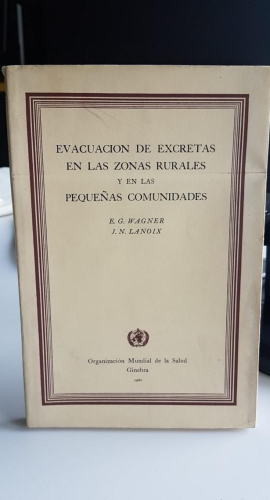 EVACUACION DE EXCRETAS
EN LAS ZONAS RURALES
Y EN LAS
PEQUEÑAS COMUNIDADES
E. G. WAGNER
J. N. LANOIX
Organización Mundial de la Salud
Ginebra